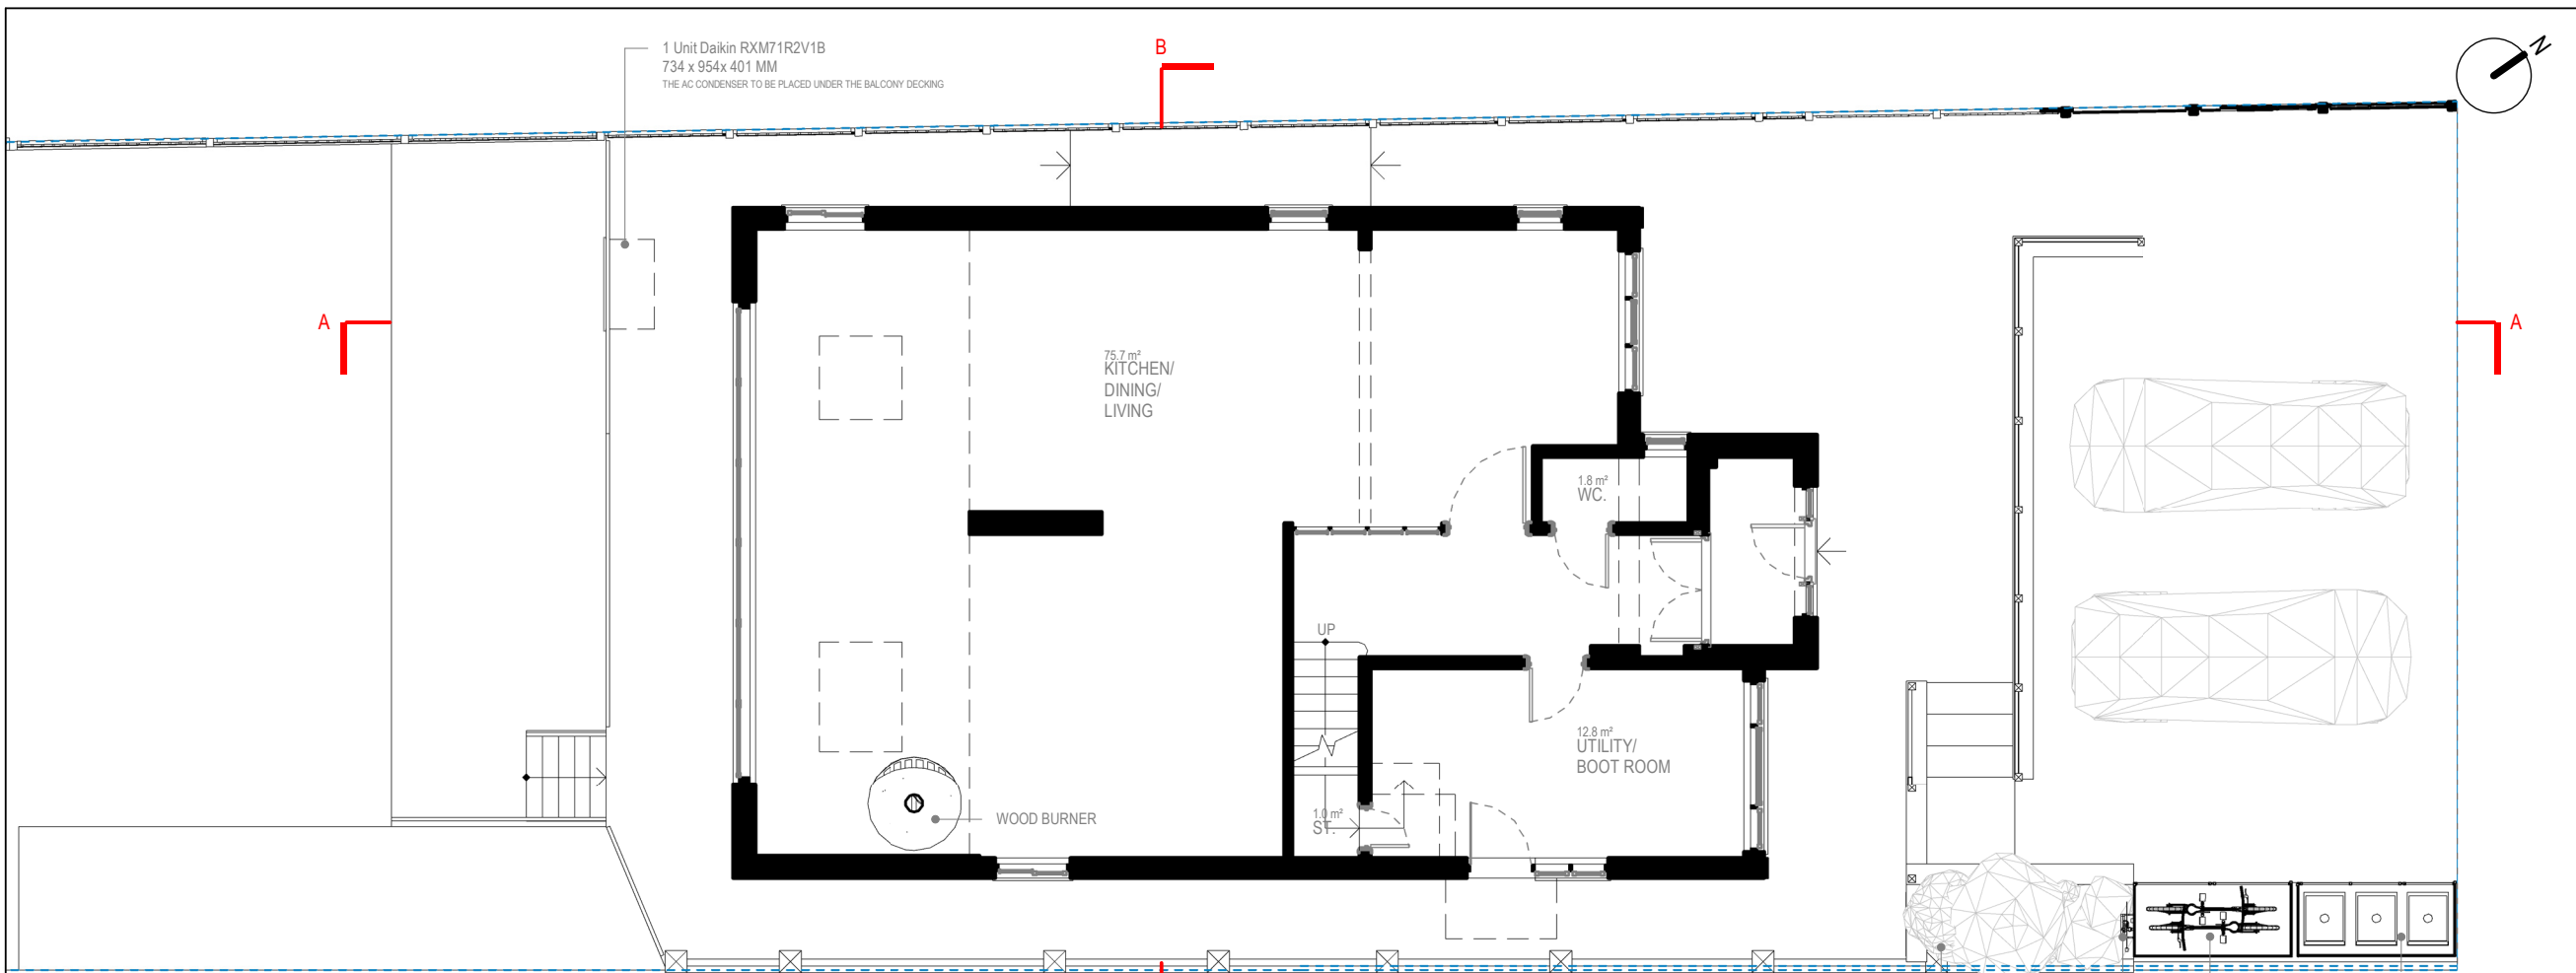 1 Unit Daikin RXM71R2V1B
734 x 954x 401 MM
THE AC CONDENSER TO BE PLACED UNDER THE BALCONY DECKING
B
N
A
A
75.7 m²
KITCHEN/
DINING/
LIVING
1.8 m²
WC.
UP
12.8 m²
UTILITY/
BOOT ROOM
1.0 m²
ST.
WOOD BURNER